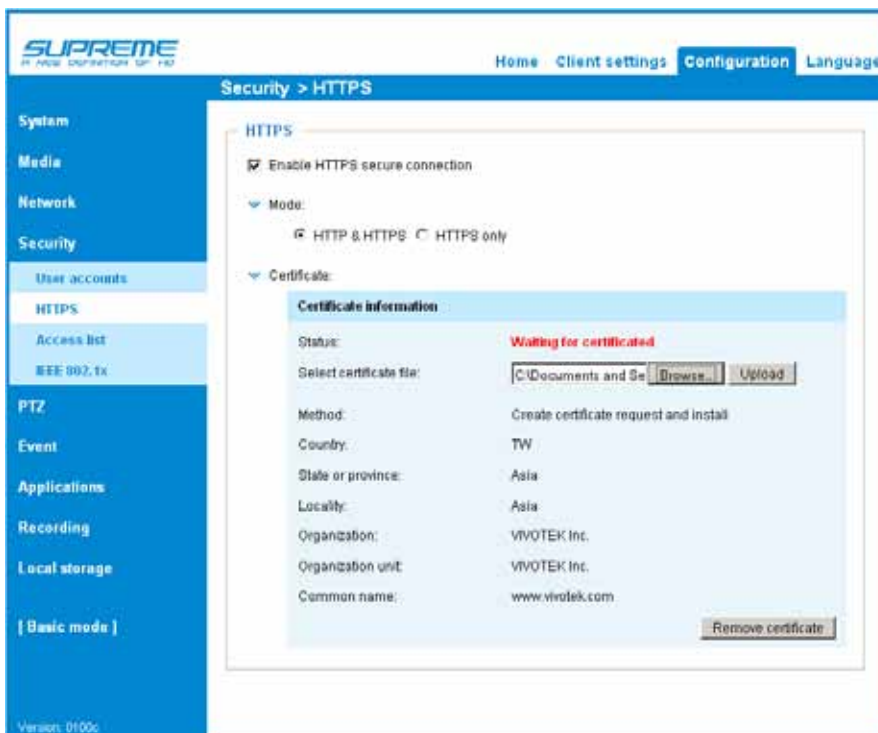 SUPREME
A NEW DEFINITION OF HD
Home Client settings Configuration Language
Security > HTTPS
System
Media
Network
Security
User accounts
HTTPS
Access list
IEEE 802.1x
PTZ
Event
Applications
Recording
Local storage
[ Basic mode ]
Version: 0100c
HTTPS
Enable HTTPS secure connection
Mode:
HTTP & HTTPS HTTPS only
Certificate:
Certificate information
Status: Waiting for certificated
Select certificate file: C:\Documents and Se Browse... Upload
Method: Create certificate request and install
Country: TW
State or province: Asia
Locality: Asia
Organization: VIVOTEK Inc.
Organization unit: VIVOTEK Inc.
Common name: www.vivotek.com
Remove certificate